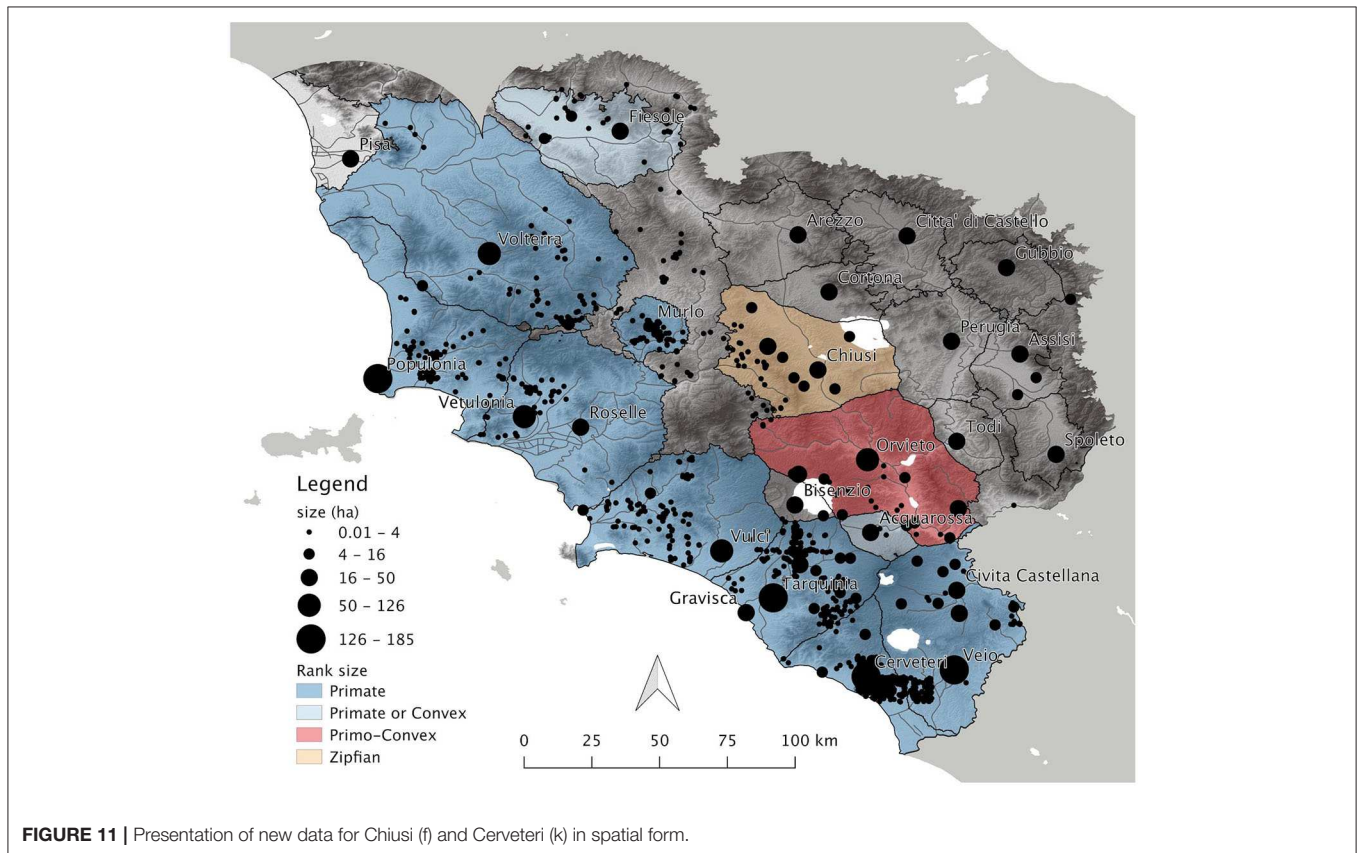 Fiesole
Pisa
Volterra
Arezzo
Citta' di Castello
Gubbio
Cortona
Murlo
Perugia
Assisi
Chiusi
Populonia
Vetulonia
Roselle
Todi
Spoleto
Orvieto
Bisenzio
Acquarossa
Vulci
Tarquinia
Civita Castellana
Gravisca
Cerveteri
Veio
Legend
size (ha)
0.01 – 4
4 – 16
16 – 50
50 – 126
126 – 185
Rank size
Primate
Primate or Convex
Primo-Convex
Zipfian
0 25 50 75 100 km
FIGURE 11 | Presentation of new data for Chiusi (f) and Cerveteri (k) in spatial form.